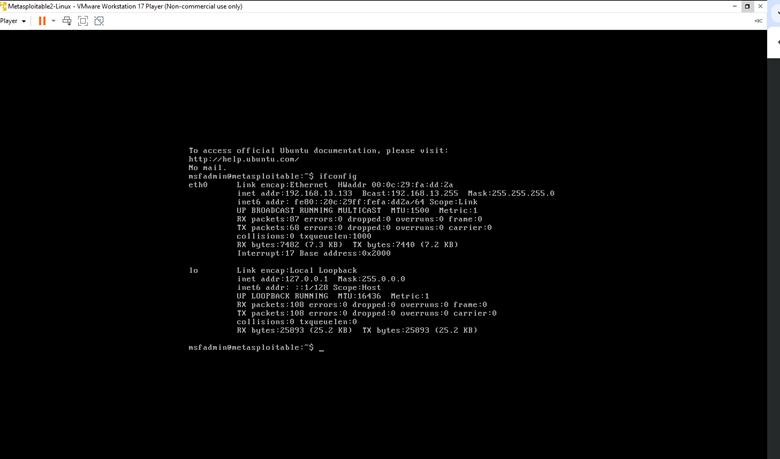 Metasploitable2-Linux - VMware Workstation 17 Player (Non-commercial use only)
Player
To access official Ubuntu documentation, please visit:
http://help.ubuntu.com/
No mail.
msfadmin@metasploitable:~$ ifconfig
eth0      Link encap:Ethernet  HWaddr 00:0c:29:fa:dd:2a
          inet addr:192.168.13.133  Bcast:192.168.13.255  Mask:255.255.255.0
          inet6 addr: fe80::20c:29ff:fefa:dd2a/64 Scope:Link
          UP BROADCAST RUNNING MULTICAST  MTU:1500  Metric:1
          RX packets:87 errors:0 dropped:0 overruns:0 frame:0
          TX packets:68 errors:0 dropped:0 overruns:0 carrier:0
          collisions:0 txqueuelen:1000
          RX bytes:7482 (7.3 KB)  TX bytes:7440 (7.2 KB)
          Interrupt:17 Base address:0x2000
lo        Link encap:Local Loopback
          inet addr:127.0.0.1  Mask:255.0.0.0
          inet6 addr: ::1/128 Scope:Host
          UP LOOPBACK RUNNING  MTU:16436  Metric:1
          RX packets:108 errors:0 dropped:0 overruns:0 frame:0
          TX packets:108 errors:0 dropped:0 overruns:0 carrier:0
          collisions:0 txqueuelen:0
          RX bytes:25893 (25.2 KB)  TX bytes:25893 (25.2 KB)
msfadmin@metasploitable:~$ _